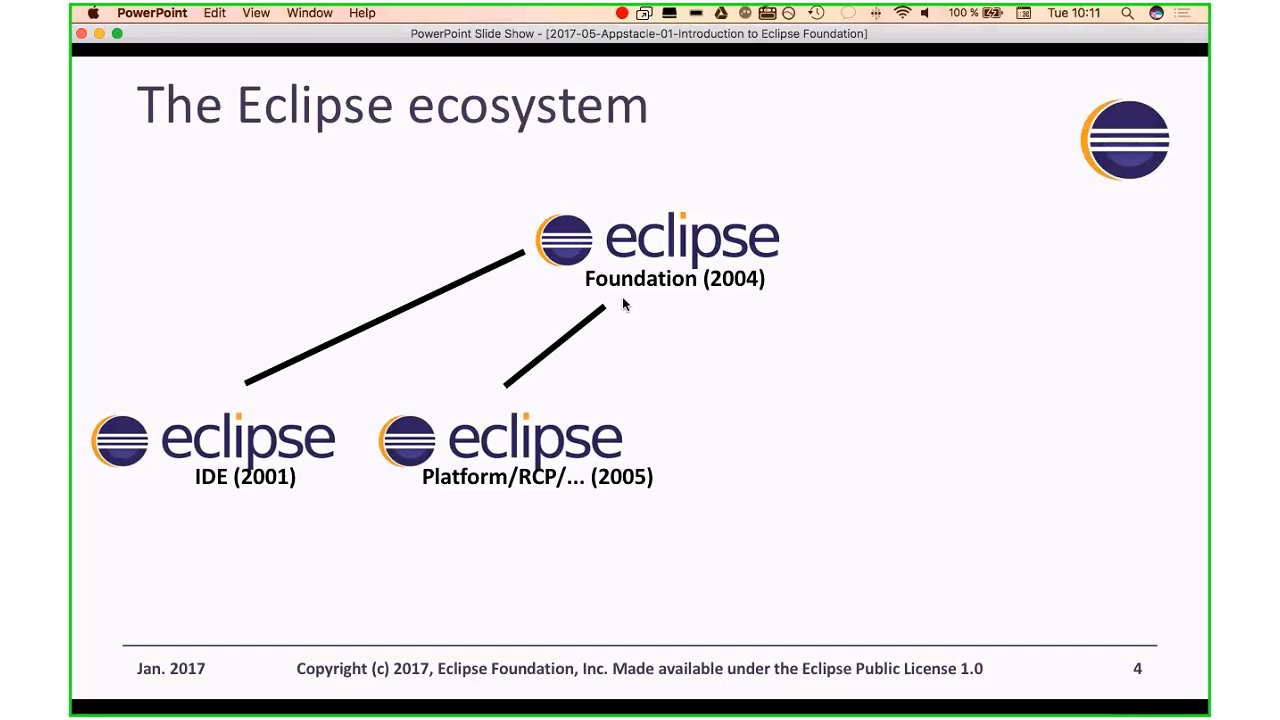 PowerPoint Edit View Window Help 100 % Tue 10:11
PowerPoint Slide Show - [2017-05-Appstacle-01-Introduction to Eclipse Foundation]
The Eclipse ecosystem
eclipse
Foundation (2004)
eclipse
IDE (2001)
eclipse
Platform/RCP/... (2005)
Jan. 2017 Copyright (c) 2017, Eclipse Foundation, Inc. Made available under the Eclipse Public License 1.0 4